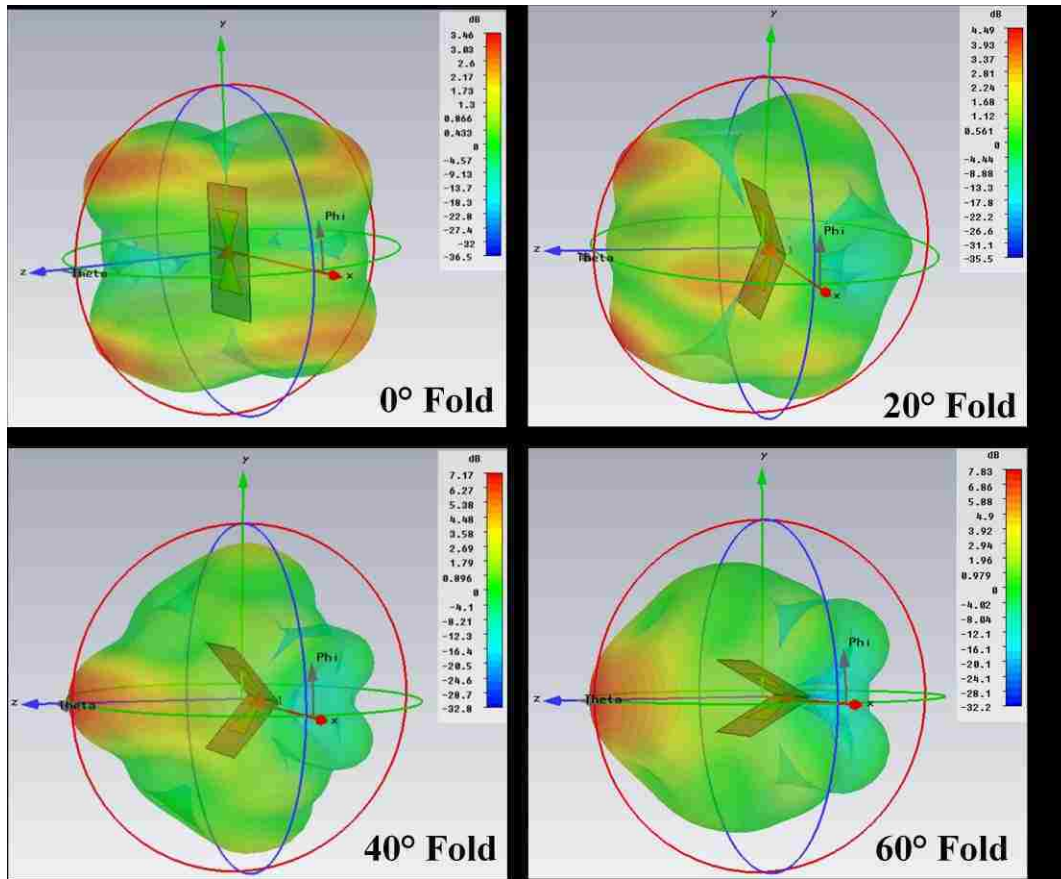 y
dB
3.46
3.03
2.6
2.17
1.73
1.3
0.866
0.433
0
-4.57
-9.13
-13.7
-18.3
-22.8
-27.4
-32
-36.5
Phi
z
Theta
x
0° Fold
y
dB
4.49
3.93
3.37
2.81
2.24
1.68
1.12
0.561
0
-4.44
-8.88
-13.3
-17.8
-22.2
-26.6
-31.1
-35.5
Phi
z
Theta
x
20° Fold
y
dB
7.17
6.27
5.38
4.48
3.58
2.69
1.79
0.896
0
-4.1
-8.21
-12.3
-16.4
-20.5
-24.6
-28.7
-32.8
Phi
z
Theta
x
40° Fold
y
dB
7.83
6.86
5.88
4.9
3.92
2.94
1.96
0.979
0
-4.02
-8.04
-12.1
-16.1
-20.1
-24.1
-28.1
-32.2
Phi
z
Theta
x
60° Fold